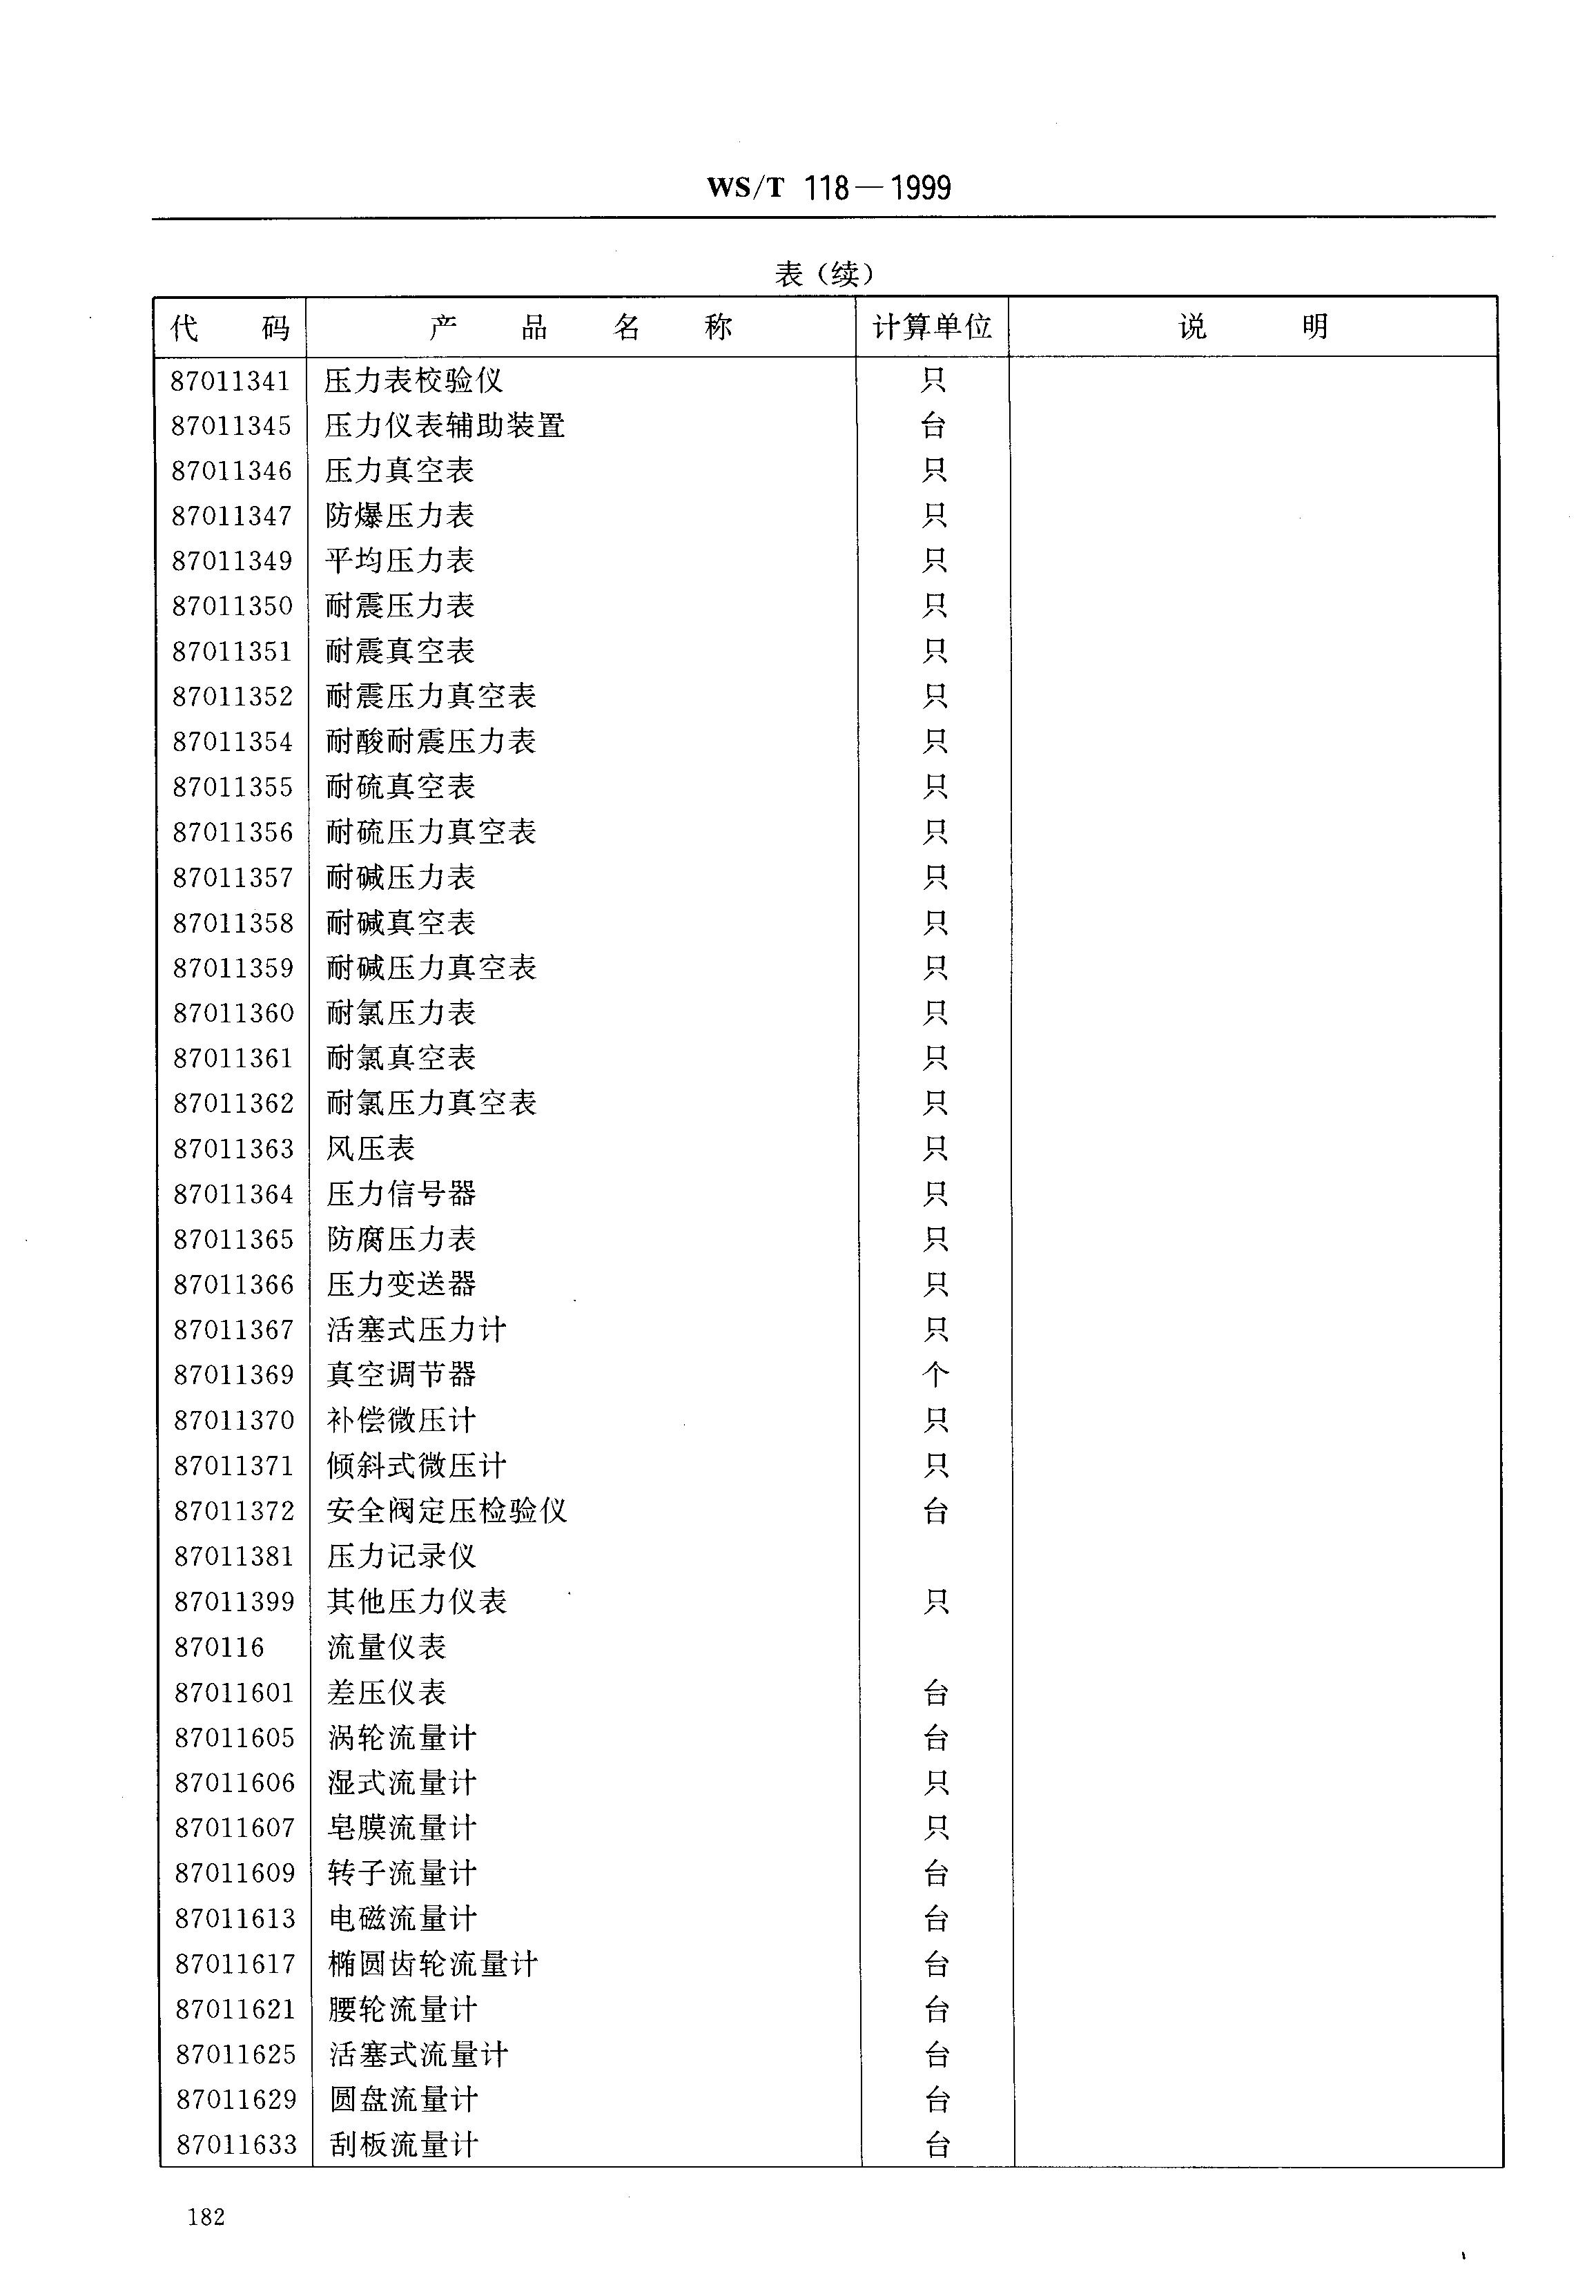 WS/T 118—1999
表（续）
代 码 产 品 名 称 计算单位 说 明
87011341 压力表校验仪 只
87011345 压力仪表辅助装置 台
87011346 压力真空表 只
87011347 防爆压力表 只
87011349 平均压力表 只
87011350 耐震压力表 只
87011351 耐震真空表 只
87011352 耐震压力真空表 只
87011354 耐酸耐震压力表 只
87011355 耐硫真空表 只
87011356 耐硫压力真空表 只
87011357 耐碱压力表 只
87011358 耐碱真空表 只
87011359 耐碱压力真空表 只
87011360 耐氯压力表 只
87011361 耐氯真空表 只
87011362 耐氯压力真空表 只
87011363 风压表 只
87011364 压力信号器 只
87011365 防腐压力表 只
87011366 压力变送器 只
87011367 活塞式压力计 只
87011369 真空调节器 个
87011370 补偿微压计 只
87011371 倾斜式微压计 只
87011372 安全阀定压检验仪 台
87011381 压力记录仪
87011399 其他压力仪表 只
870116 流量仪表
87011601 差压仪表 台
87011605 涡轮流量计 台
87011606 湿式流量计 只
87011607 皂膜流量计 只
87011609 转子流量计 台
87011613 电磁流量计 台
87011617 椭圆齿轮流量计 台
87011621 腰轮流量计 台
87011625 活塞式流量计 台
87011629 圆盘流量计 台
87011633 刮板流量计 台
182